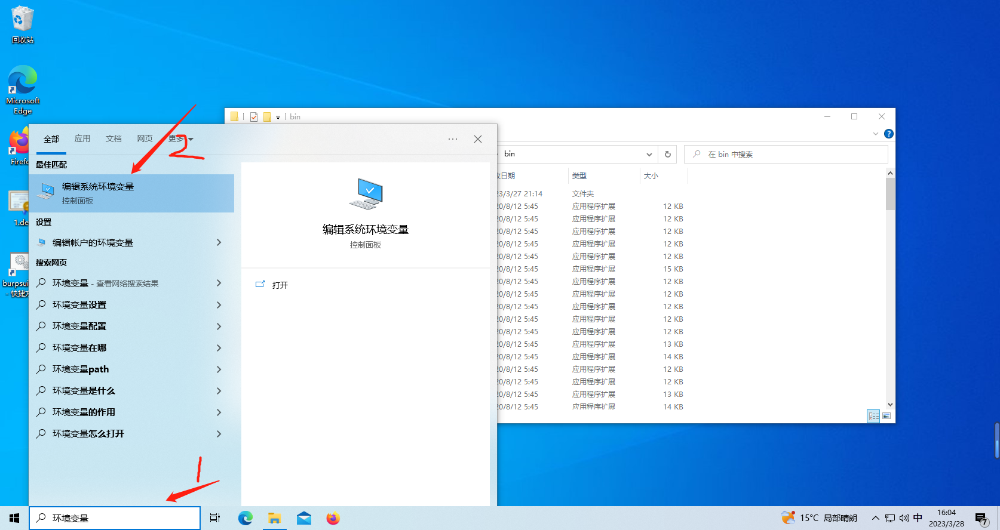 回收站
Microsoft
Edge
Firefo
1.de
burpsui
- 快捷方
bin
全部
应用
文档
网页
更多
2
最佳匹配
编辑系统环境变量
控制面板
设置
编辑帐户的环境变量
搜索网页
环境变量 - 查看网络搜索结果
环境变量设置
环境变量配置
环境变量在哪
环境变量path
环境变量是什么
环境变量的作用
环境变量怎么打开
1
编辑系统环境变量
控制面板
打开
bin
在 bin 中搜索
日期 类型 大小
23/3/27 21:14 文件夹
20/8/12 5:45 应用程序扩展 12 KB
20/8/12 5:45 应用程序扩展 12 KB
20/8/12 5:45 应用程序扩展 12 KB
20/8/12 5:45 应用程序扩展 12 KB
20/8/12 5:45 应用程序扩展 12 KB
20/8/12 5:45 应用程序扩展 15 KB
20/8/12 5:45 应用程序扩展 12 KB
20/8/12 5:45 应用程序扩展 12 KB
20/8/12 5:45 应用程序扩展 12 KB
20/8/12 5:45 应用程序扩展 12 KB
20/8/12 5:45 应用程序扩展 12 KB
20/8/12 5:45 应用程序扩展 13 KB
20/8/12 5:45 应用程序扩展 14 KB
20/8/12 5:45 应用程序扩展 12 KB
20/8/12 5:45 应用程序扩展 12 KB
20/8/12 5:45 应用程序扩展 13 KB
20/8/12 5:45 应用程序扩展 14 KB
环境变量
15°C 局部晴朗
中
16:04
2023/3/28
7